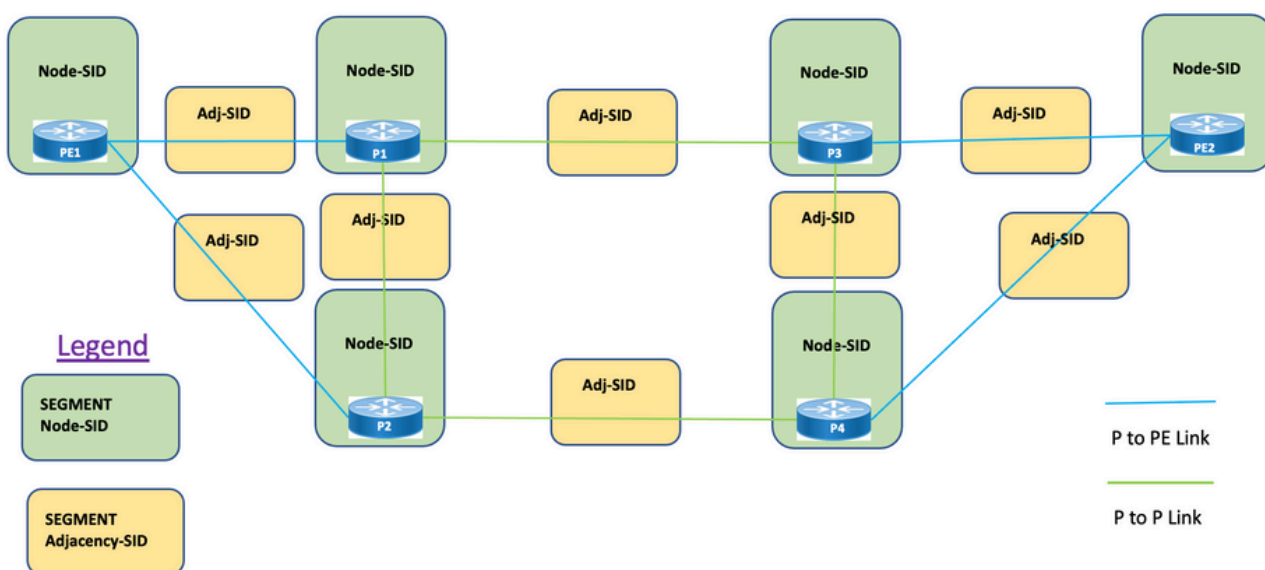 Node-SID
Node-SID
Node-SID
Node-SID
Adj-SID
Adj-SID
Adj-SID
PE1
P1
P3
PE2
Adj-SID
Adj-SID
Adj-SID
Adj-SID
Legend
Node-SID
Node-SID
Adj-SID
SEGMENT
Node-SID
P2
P4
P to PE Link
SEGMENT
Adjacency-SID
P to P Link